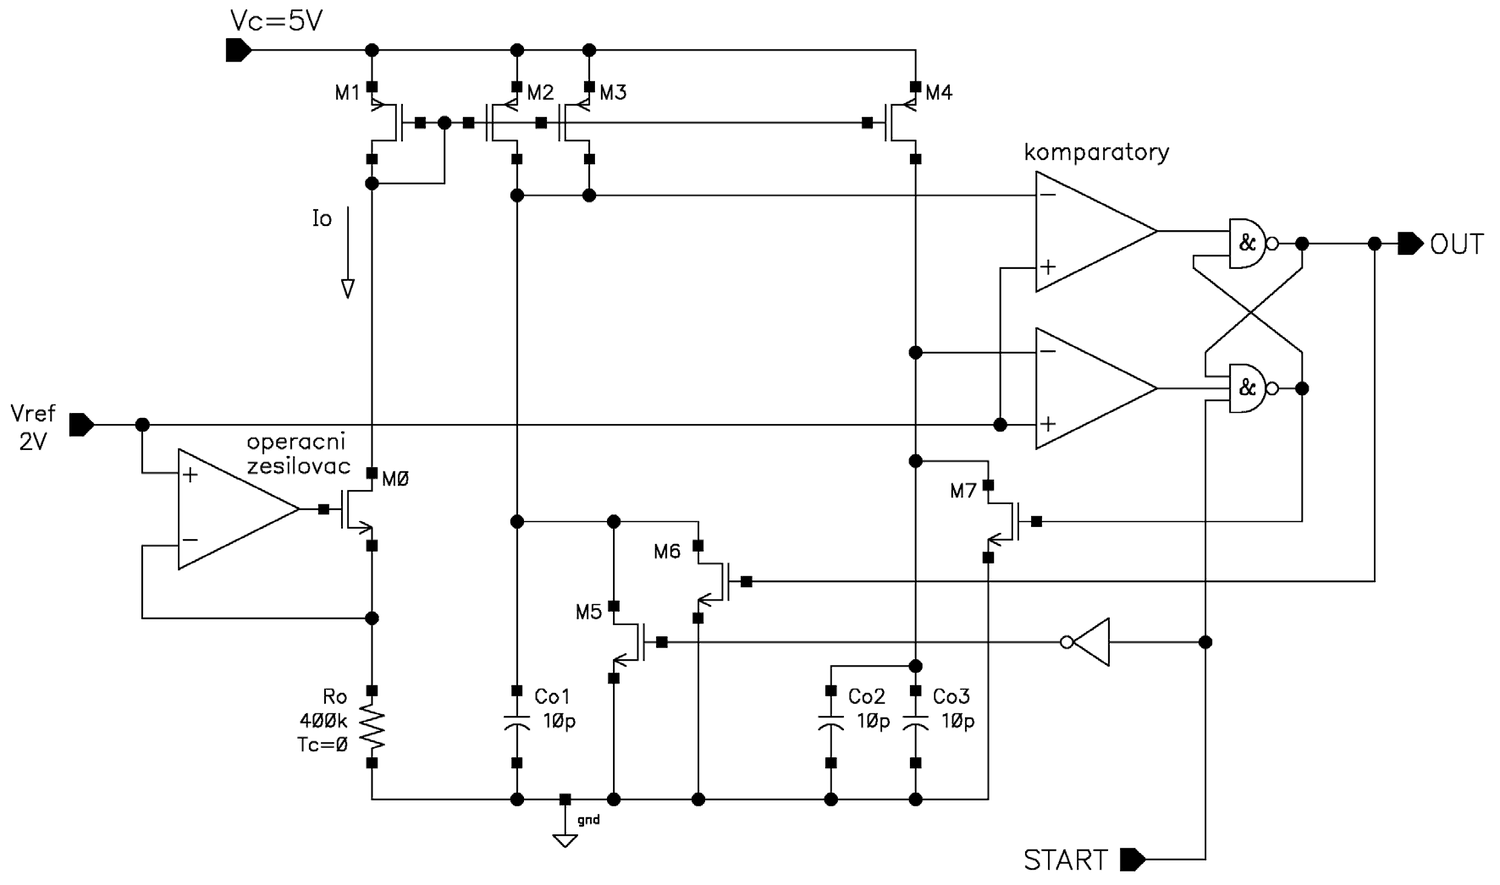 Vc=5V
M1
M2
M3
M4
komparatory
Io
−
+
&
OUT
−
+
&
Vref
2V
operacni
zesilovac
+
−
MØ
M7
M6
M5
Ro
4ØØk
Tc=Ø
Co1
1Øp
Co2
1Øp
Co3
1Øp
gnd
START